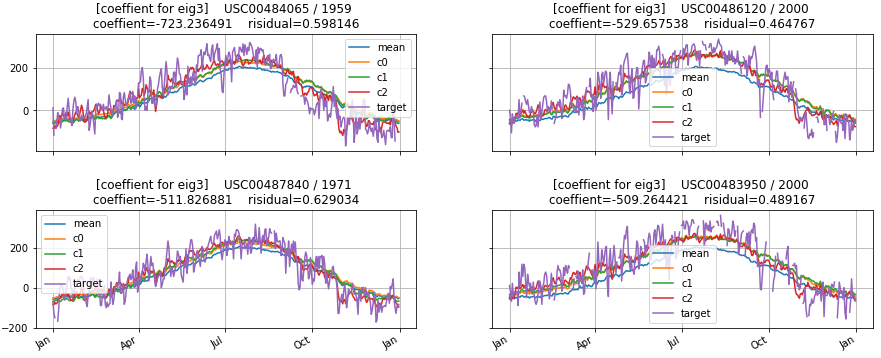 [coeffient for eig3]    USC00484065 / 1959
coeffient=-723.236491    risidual=0.598146
mean
c0
c1
c2
target
200
0
[coeffient for eig3]    USC00486120 / 2000
coeffient=-529.657538    risidual=0.464767
mean
c0
c1
c2
target
[coeffient for eig3]    USC00487840 / 1971
coeffient=-511.826881    risidual=0.629034
mean
c0
c1
c2
target
200
0
−200
Jan
Apr
Jul
Oct
Jan
[coeffient for eig3]    USC00483950 / 2000
coeffient=-509.264421    risidual=0.489167
mean
c0
c1
c2
target
Jan
Apr
Jul
Oct
Jan